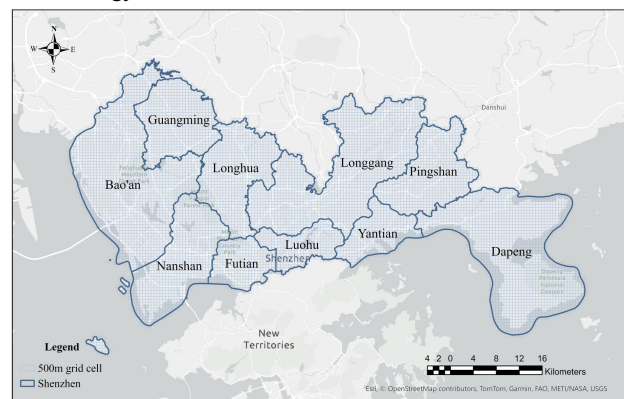 N
W E
S
Danshui
Guangming
Longhua
Longgang
Pingshan
Bao'an
Luohu
Yantian
Shenzhen
Nanshan
Futian
Dapeng
New
Territories
Legend
500m grid cell
Shenzhen
4 2 0 4 8 12 16
Kilometers
Esri, © OpenStreetMap contributors, TomTom, Garmin, FAO, METI/NASA, USGS